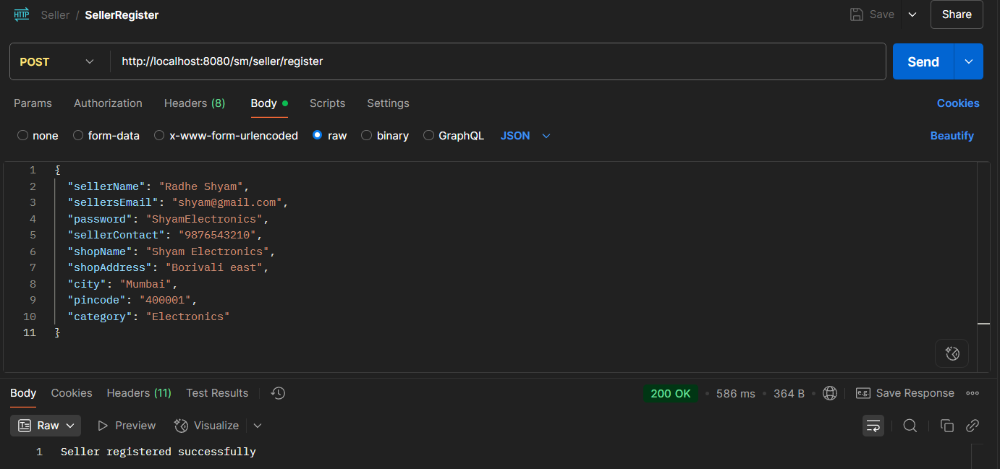 HTTP Seller / SellerRegister Save Share
POST http://localhost:8080/sm/seller/register Send
Params Authorization Headers (8) Body Scripts Settings Cookies
none form-data x-www-form-urlencoded raw binary GraphQL JSON Beautify
1 {
2 "sellerName": "Radhe Shyam",
3 "sellersEmail": "shyam@gmail.com",
4 "password": "ShyamElectronics",
5 "sellerContact": "9876543210",
6 "shopName": "Shyam Electronics",
7 "shopAddress": "Borivali east",
8 "city": "Mumbai",
9 "pincode": "400001",
10 "category": "Electronics"
11 }
Body Cookies Headers (11) Test Results 200 OK • 586 ms • 364 B • e.g. Save Response
Raw Preview Visualize
1 Seller registered successfully